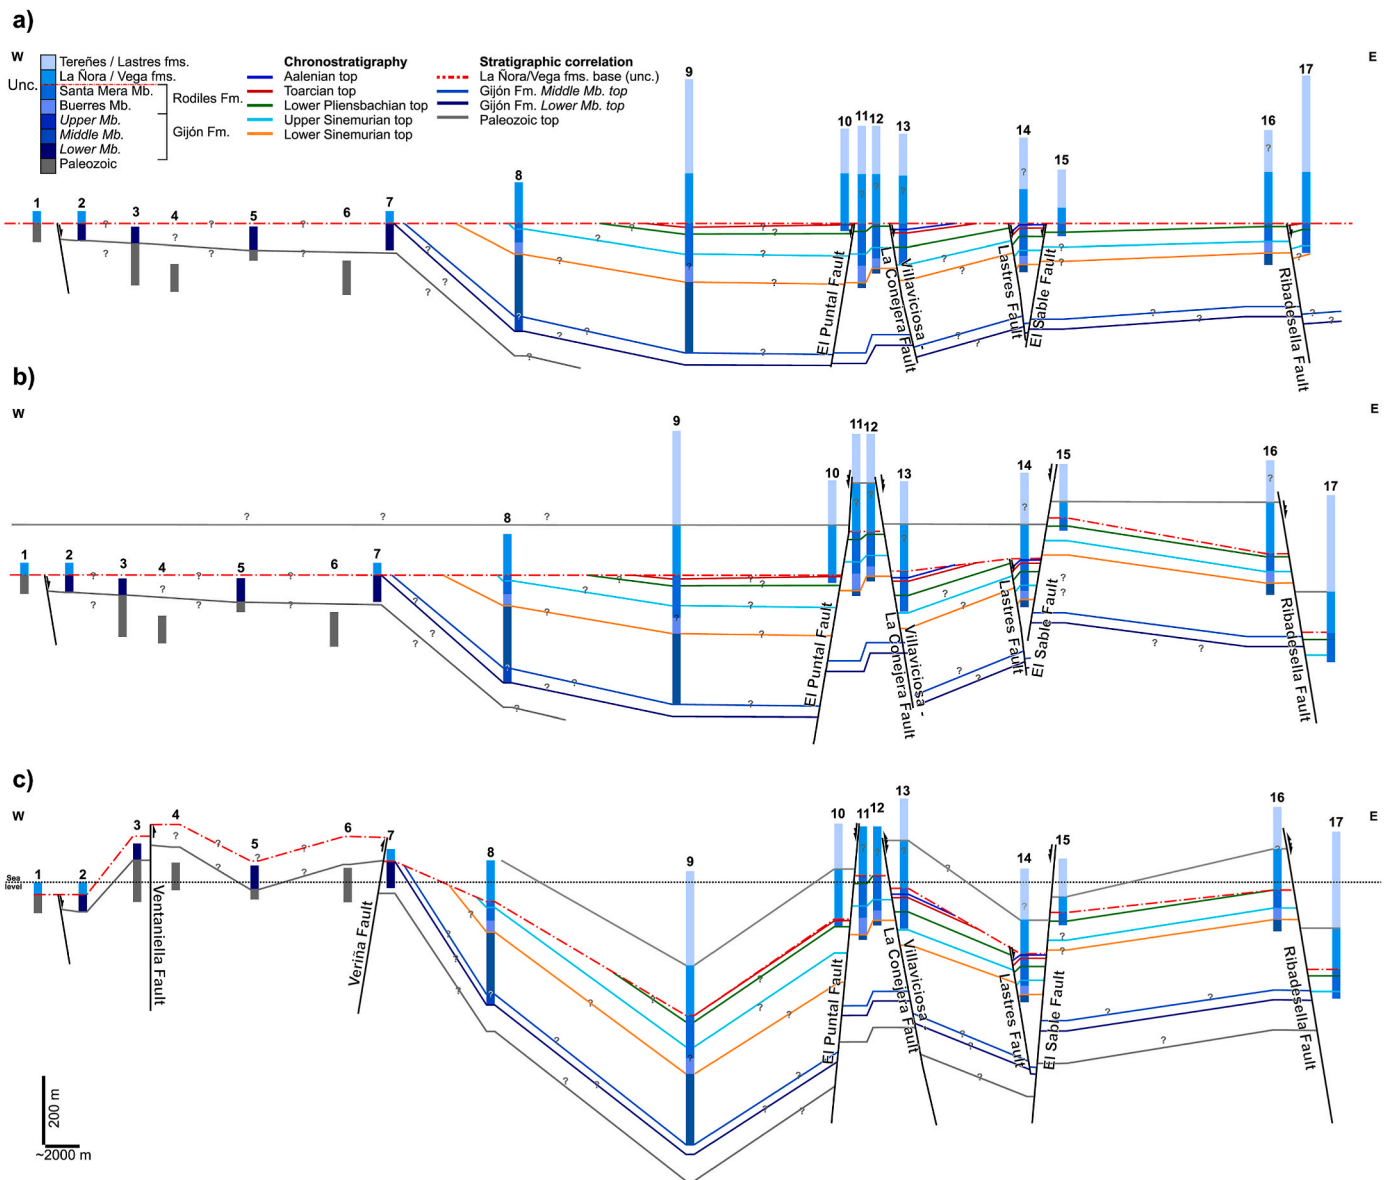 a)
W
E
Unc.
Tereñes / Lastres fms.
La Ñora / Vega fms.
Santa Mera Mb.
Buerres Mb.
Upper Mb.
Middle Mb.
Lower Mb.
Paleozoic
Rodiles Fm.
Gijón Fm.
Chronostratigraphy
Aalenian top
Toarcian top
Lower Pliensbachian top
Upper Sinemurian top
Lower Sinemurian top
Stratigraphic correlation
La Ñora/Vega fms. base (unc.)
Gijón Fm. Middle Mb. top
Gijón Fm. Lower Mb. top
Paleozoic top
1
2
3
4
5
6
7
8
9
10
11
12
13
14
15
16
17
El Puntal Fault
Villaviciosa -
La Conejera Fault
Lastres Fault
El Sable Fault
Ribadesella Fault
b)
W
E
1
2
3
4
5
6
7
8
9
10
11
12
13
14
15
16
17
El Puntal Fault
Villaviciosa -
La Conejera Fault
Lastres Fault
El Sable Fault
Ribadesella Fault
c)
W
E
Sea
level
1
2
3
4
5
6
7
8
9
10
11
12
13
14
15
16
17
Ventaniella Fault
Veriña Fault
El Puntal Fault
Villaviciosa -
La Conejera Fault
Lastres Fault
El Sable Fault
Ribadesella Fault
200 m
~2000 m